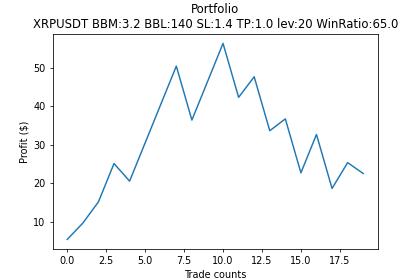 Portfolio
XRPUSDT BBM:3.2 BBL:140 SL:1.4 TP:1.0 lev:20 WinRatio:65.0
50
40
30
20
10
Profit ($)
0.0 2.5 5.0 7.5 10.0 12.5 15.0 17.5
Trade counts